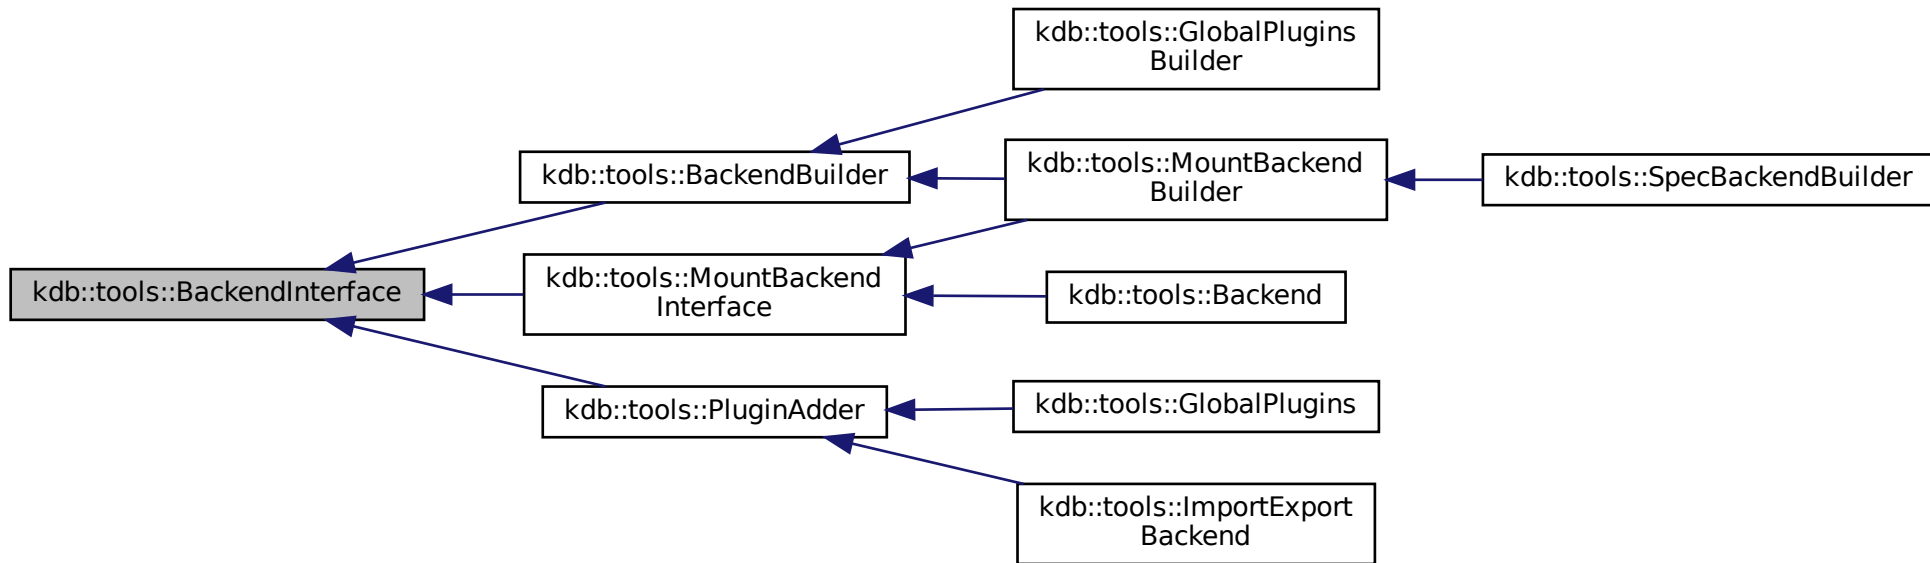 kdb::tools::GlobalPlugins
Builder
kdb::tools::BackendBuilder
kdb::tools::MountBackend
Builder
kdb::tools::SpecBackendBuilder
kdb::tools::BackendInterface
kdb::tools::MountBackend
Interface
kdb::tools::Backend
kdb::tools::PluginAdder
kdb::tools::GlobalPlugins
kdb::tools::ImportExport
Backend